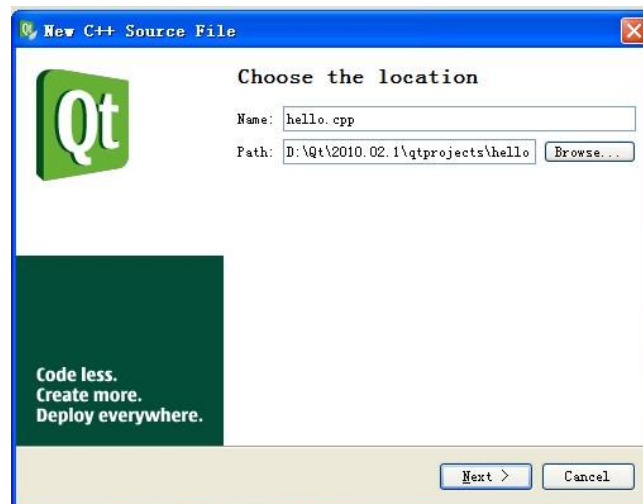 New C++ Source File
Qt
Choose the location
Name: hello.cpp
Path: D:\Qt\2010.02.1\qtprojects\hello Browse...
Code less.
Create more.
Deploy everywhere.
Next > Cancel